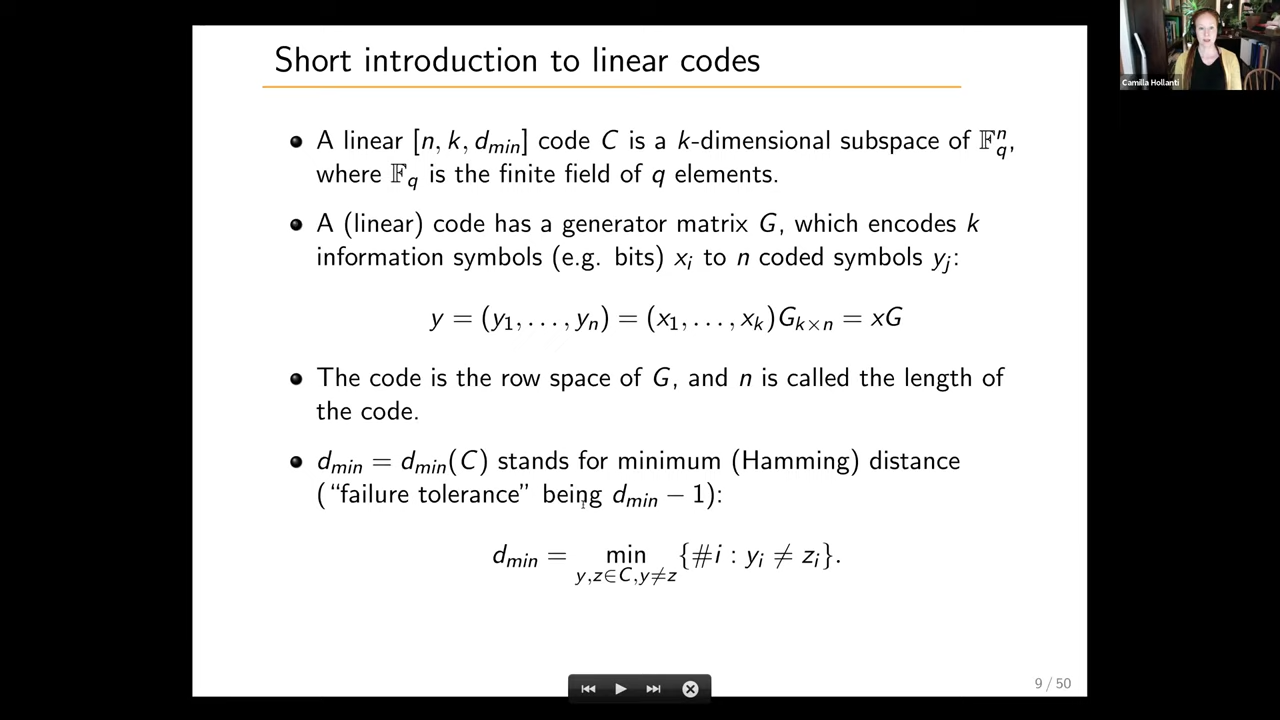 Short introduction to linear codes
Camilla Hollanti
A linear [n, k, d_min] code C is a k-dimensional subspace of 𝔽_q^n,
where 𝔽_q is the finite field of q elements.
A (linear) code has a generator matrix G, which encodes k
information symbols (e.g. bits) x_i to n coded symbols y_j:
y = (y_1, . . . , y_n) = (x_1, . . . , x_k)G_{k×n} = xG
The code is the row space of G, and n is called the length of
the code.
d_min = d_min(C) stands for minimum (Hamming) distance
(“failure tolerance” being d_min − 1):
d_min = min_{y,z∈C,y≠z} {#i : y_i ≠ z_i}.
9 / 50